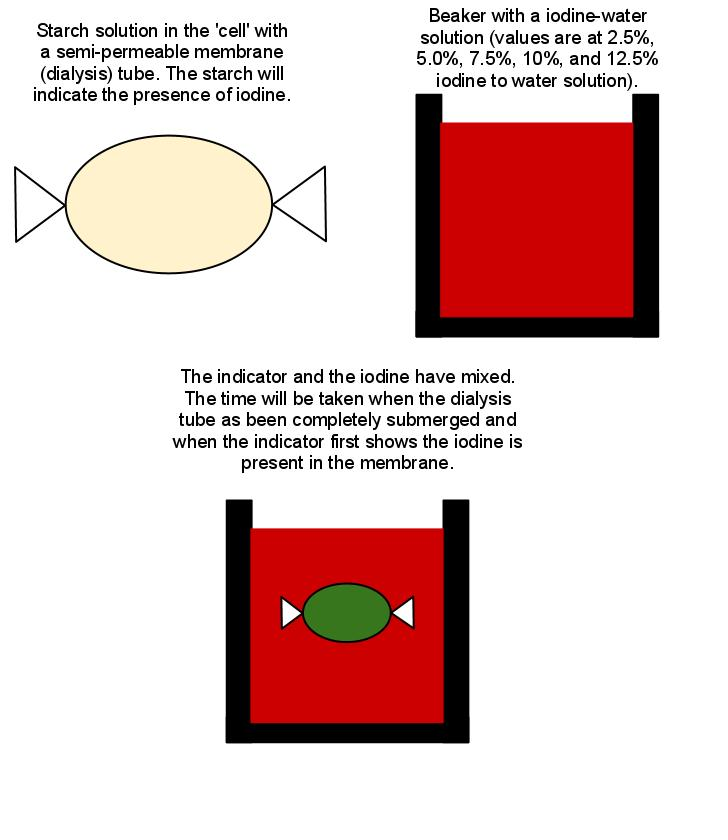 Starch solution in the 'cell' with
a semi-permeable membrane
(dialysis) tube. The starch will
indicate the presence of iodine.
Beaker with a iodine-water
solution (values are at 2.5%,
5.0%, 7.5%, 10%, and 12.5%
iodine to water solution).
The indicator and the iodine have mixed.
The time will be taken when the dialysis
tube as been completely submerged and
when the indicator first shows the iodine is
present in the membrane.